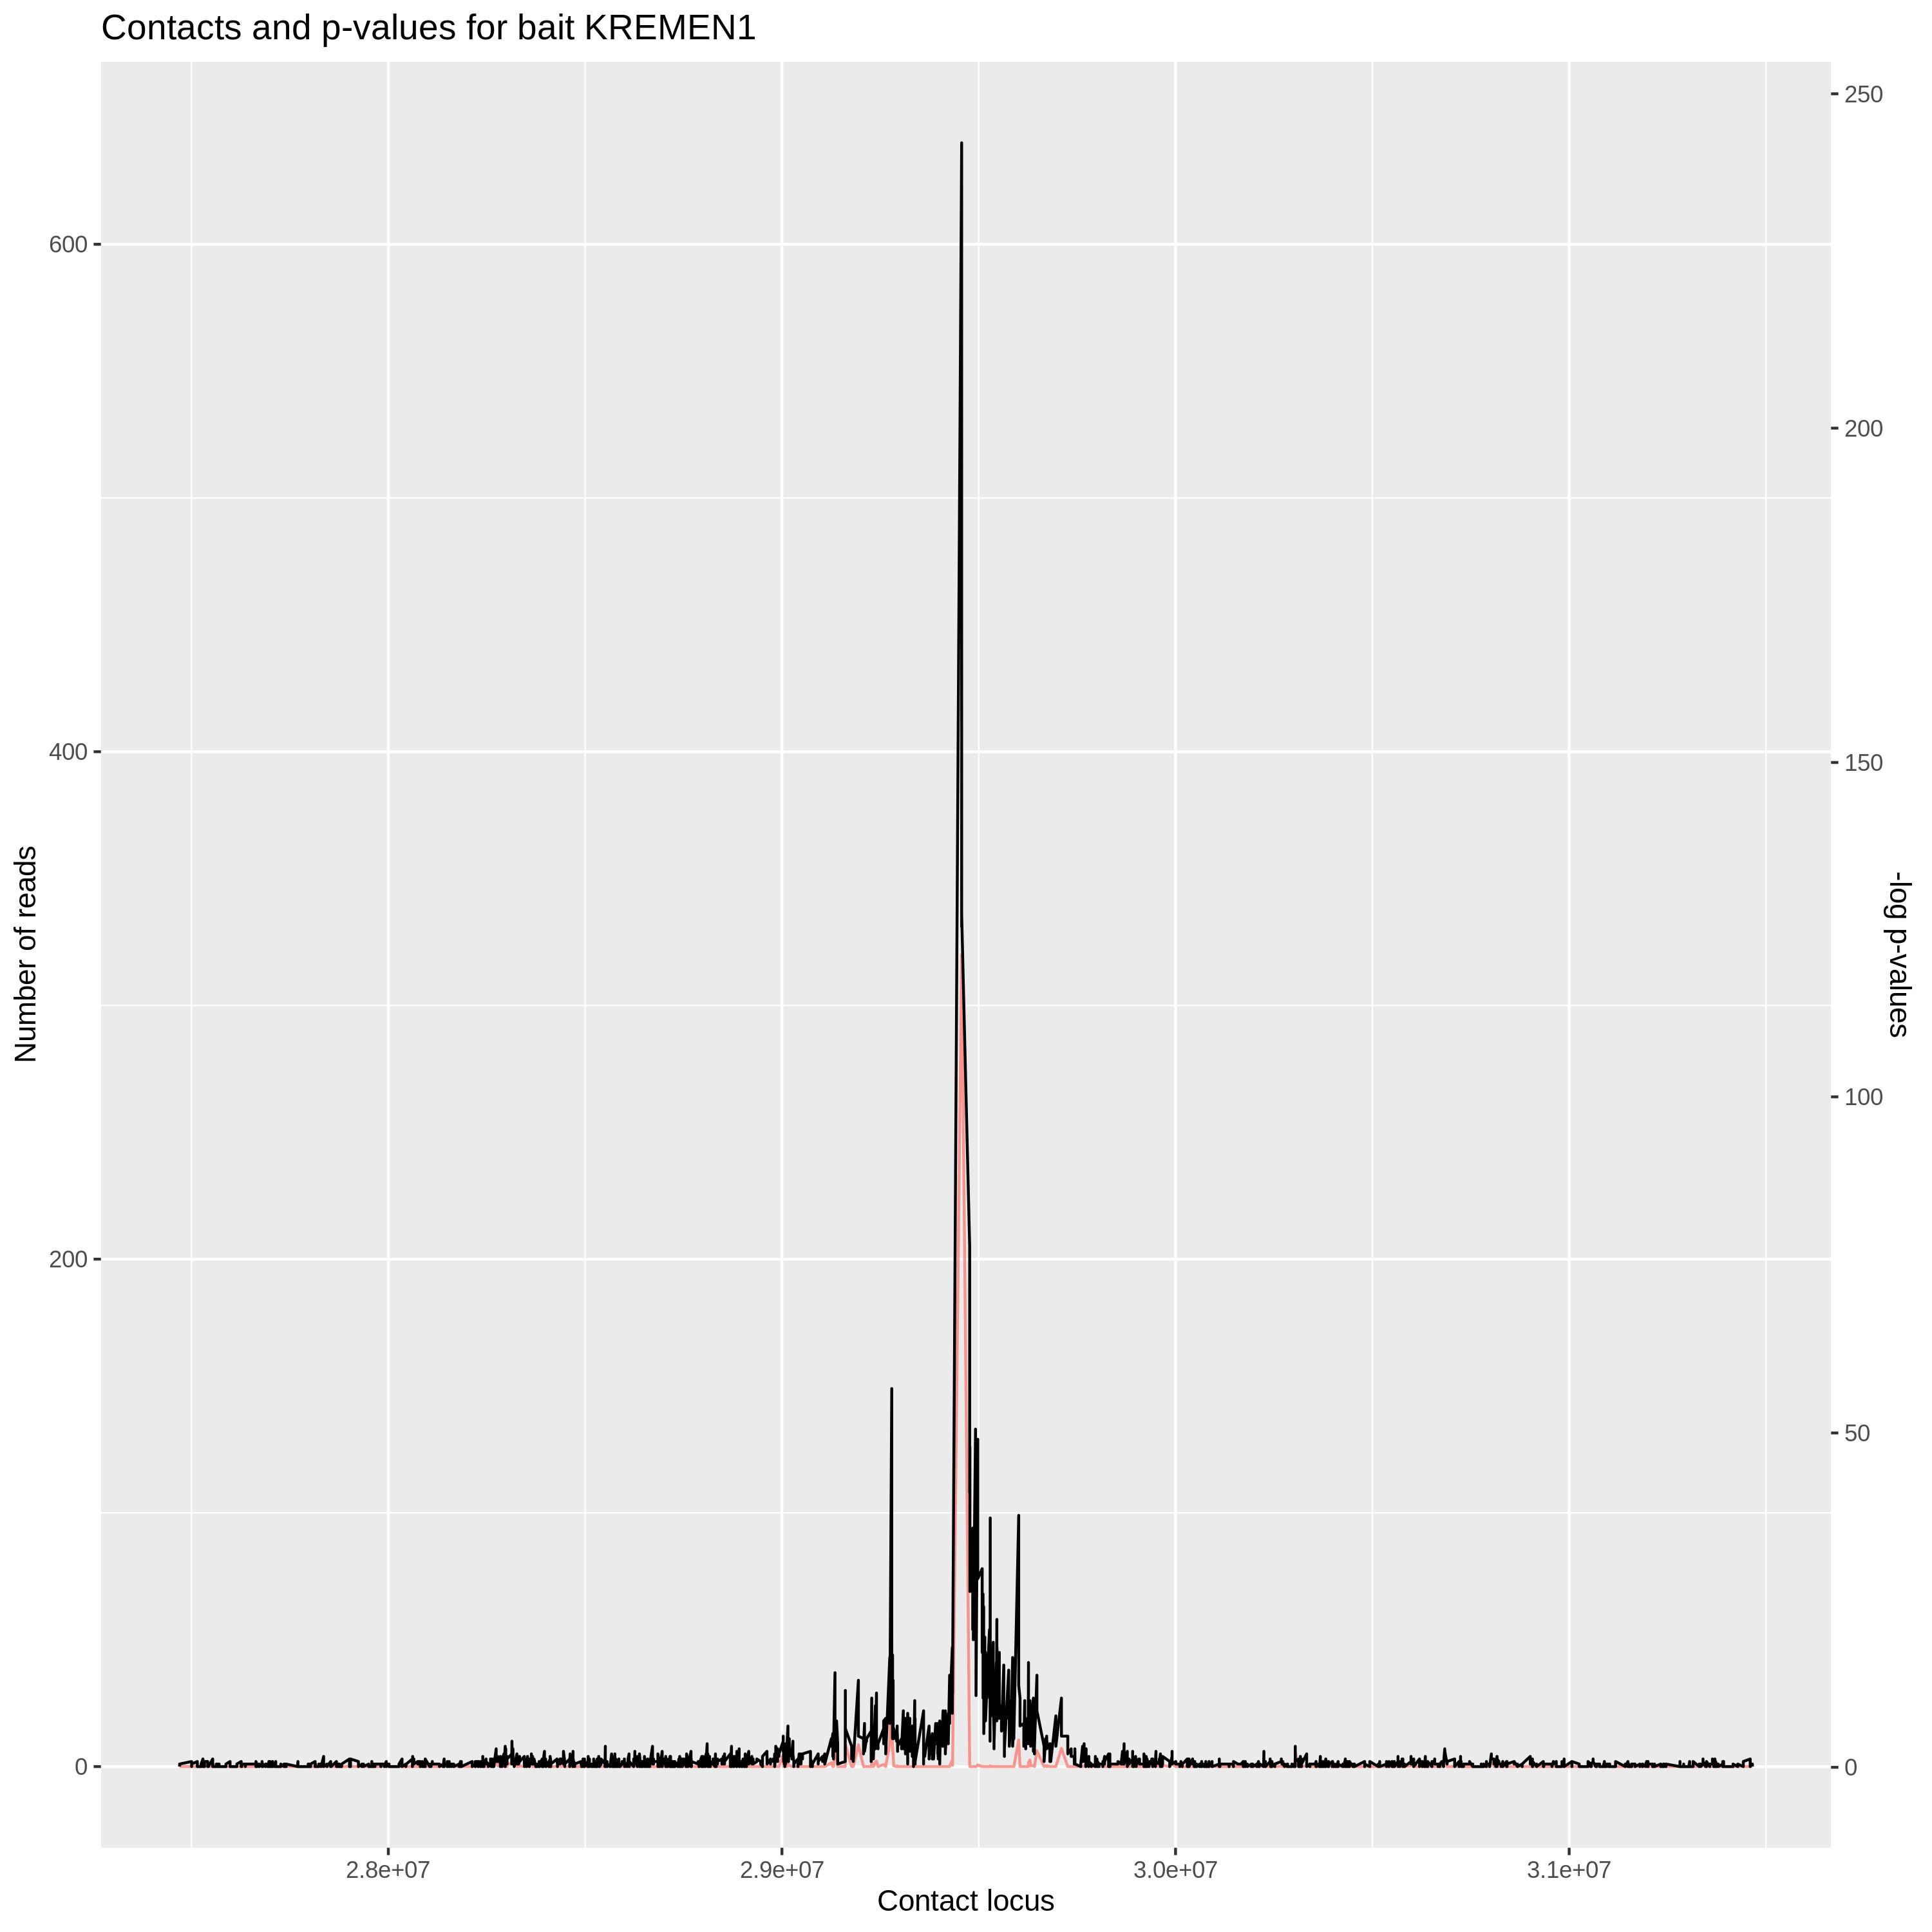 Contacts and p-values for bait KREMEN1
250
600
200
400
150
Number of reads
-log p-values
100
200
50
0
0
2.8e+07
2.9e+07
3.0e+07
3.1e+07
Contact locus